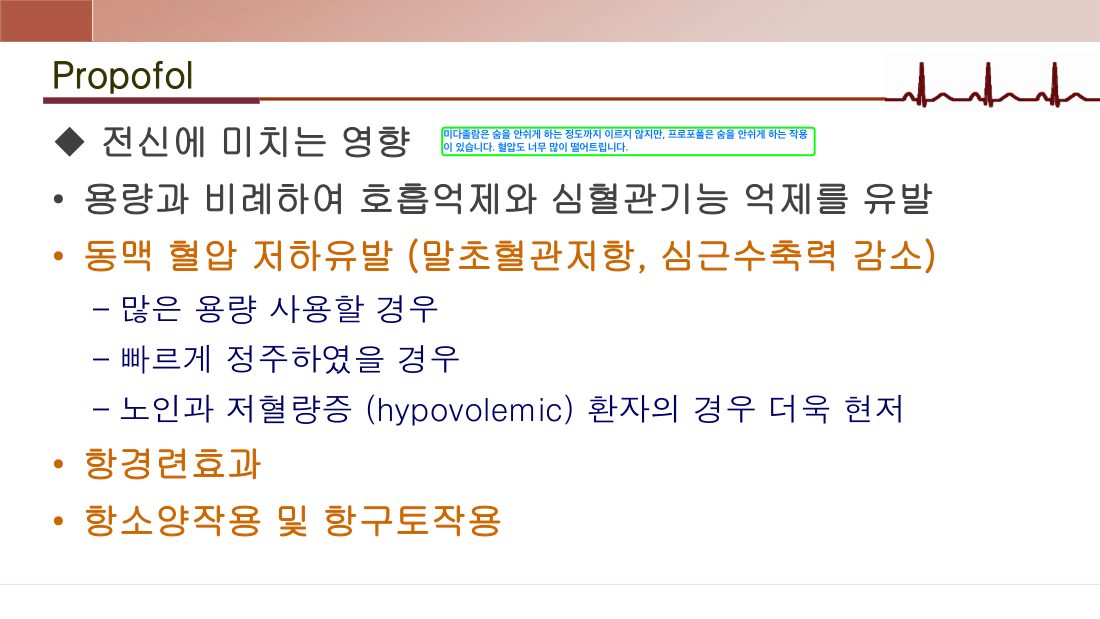 Propofol
◆ 전신에 미치는 영향
미다졸람은 숨을 안쉬게 하는 정도까지 이르지 않지만, 프로포폴은 숨을 안쉬게 하는 작용
이 있습니다. 혈압도 너무 많이 떨어트립니다.
• 용량과 비례하여 호흡억제와 심혈관기능 억제를 유발
• 동맥 혈압 저하유발 (말초혈관저항, 심근수축력 감소)
– 많은 용량 사용할 경우
– 빠르게 정주하였을 경우
– 노인과 저혈량증 (hypovolemic) 환자의 경우 더욱 현저
• 항경련효과
• 항소양작용 및 항구토작용